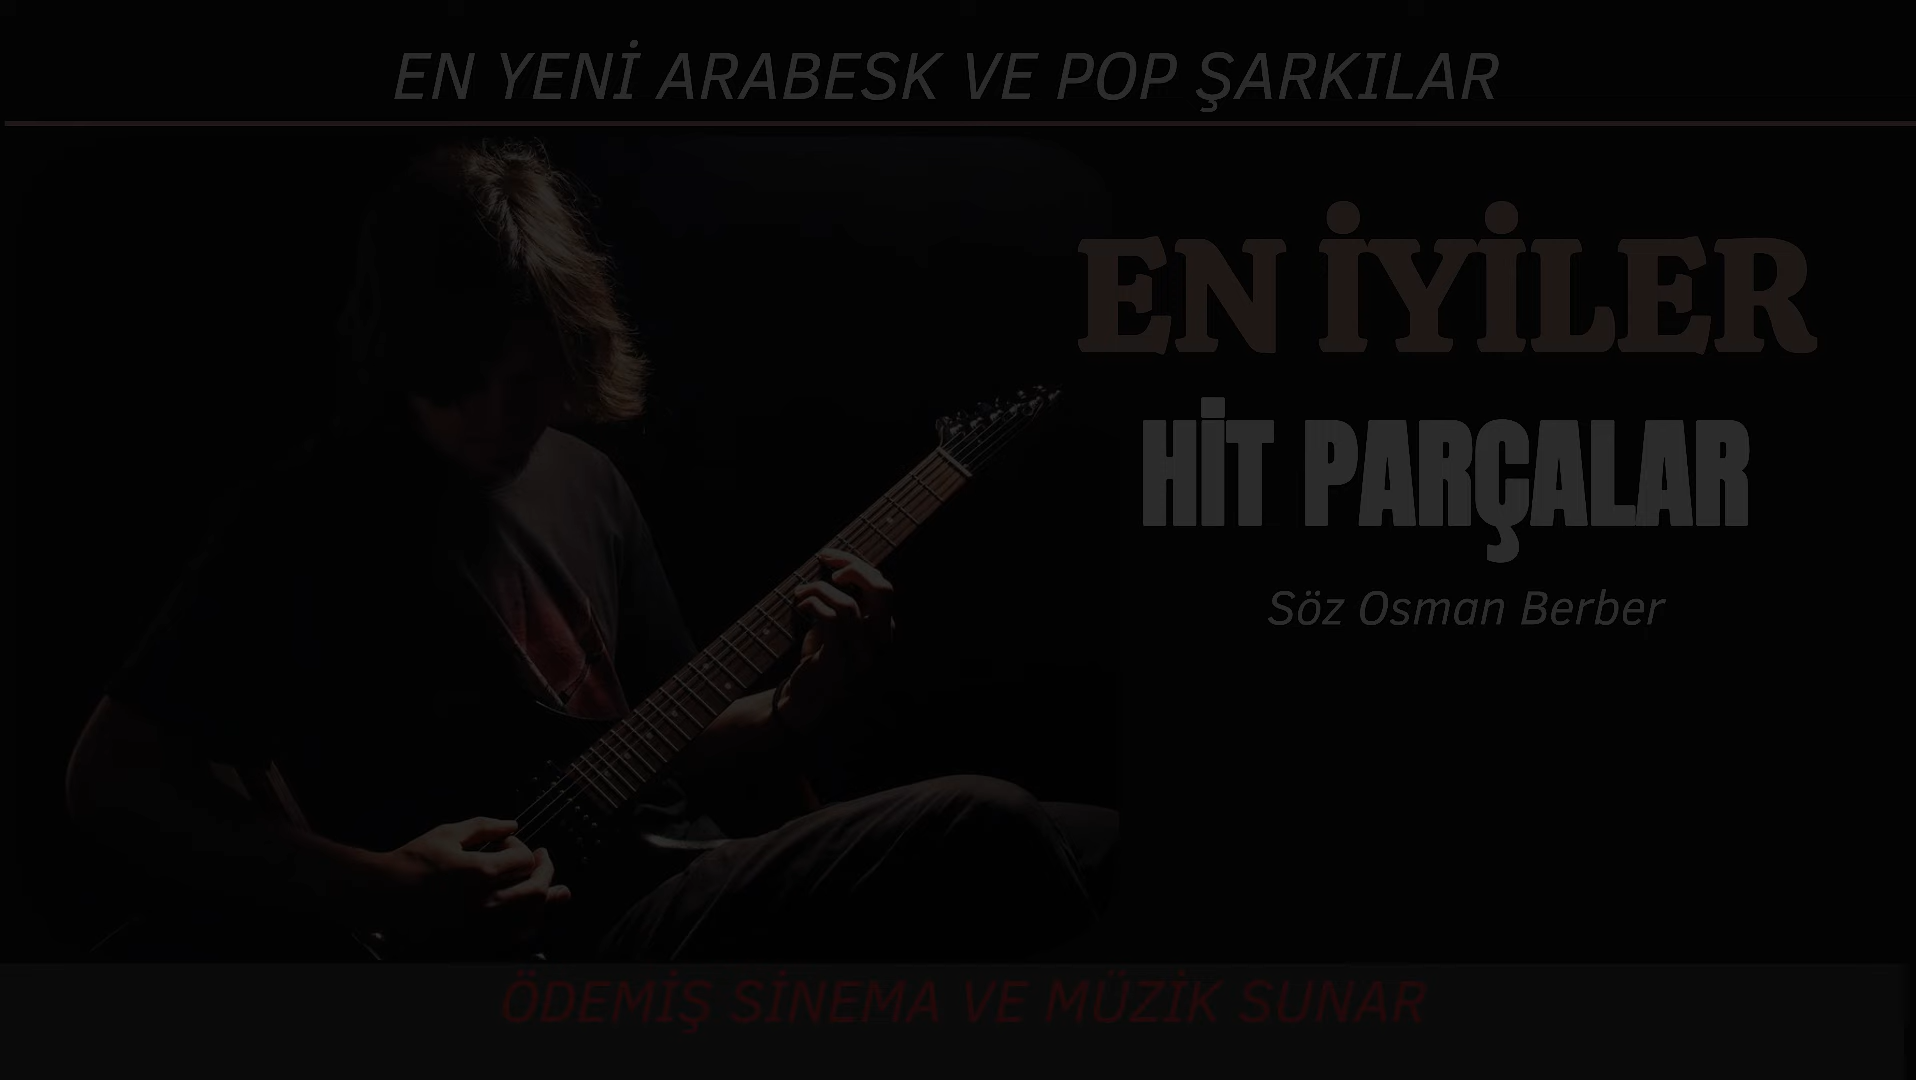 EN YENİ ARABESK VE POP ŞARKILAR
EN İYİLER
HİT PARÇALAR
Söz Osman Berber
ÖDEMİŞ SİNEMA VE MÜZİK SUNAR